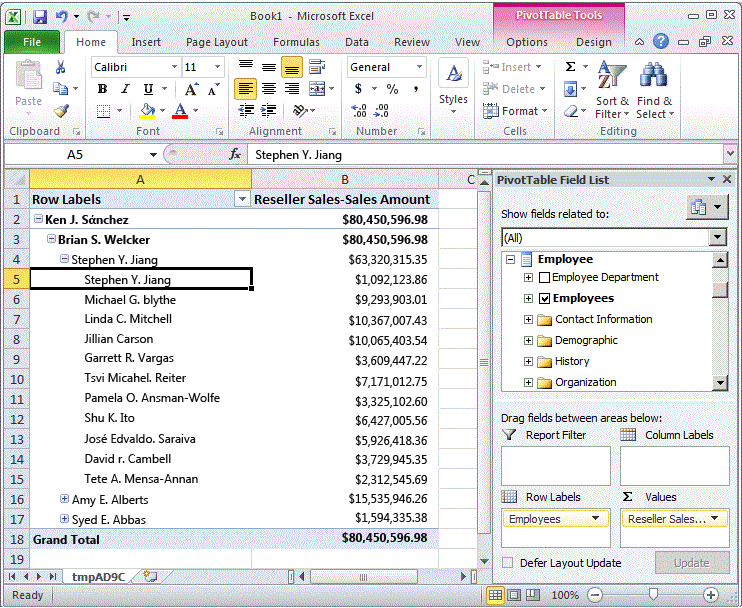 Book1 - Microsoft Excel PivotTable Tools
File Home Insert Page Layout Formulas Data Review View Options Design
Calibri 11 General Insert Σ
Paste B I U A A $ % , Styles Delete Sort & Find &
A .00 .0 Format Filter Select
Clipboard Font Alignment Number Cells Editing
A5 fx Stephen Y. Jiang
A B C PivotTable Field List
1 Row Labels Reseller Sales-Sales Amount
2 Ken J. Sánchez $80,450,596.98 Show fields related to:
3 Brian S. Welcker $80,450,596.98 (All)
4 Stephen Y. Jiang $63,320,315.35 Employee
5 Stephen Y. Jiang $1,092,123.86 Employee Department
6 Michael G. blythe $9,293,903.01 Employees
7 Linda C. Mitchell $10,367,007.43 Contact Information
8 Jillian Carson $10,065,403.54 Demographic
9 Garrett R. Vargas $3,609,447.22 History
10 Tsvi Micahel. Reiter $7,171,012.75 Organization
11 Pamela O. Ansman-Wolfe $3,325,102.60
12 Shu K. Ito $6,427,005.56 Drag fields between areas below:
13 José Edvaldo. Saraiva $5,926,418.36 Report Filter Column Labels
14 David r. Cambell $3,729,945.35
15 Tete A. Mensa-Annan $2,312,545.69
16 Amy E. Alberts $15,535,946.26 Row Labels Σ Values
17 Syed E. Abbas $1,594,335.38 Employees Reseller Sales...
18 Grand Total $80,450,596.98
19 Defer Layout Update Update
tmpAD9C
Ready 100%